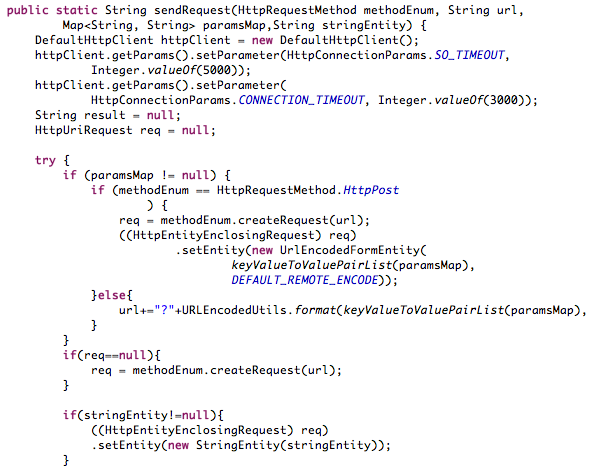 public static String sendRequest(HttpRequestMethod methodEnum, String url,
Map<String, String> paramsMap,String stringEntity) {
DefaultHttpClient httpClient = new DefaultHttpClient();
httpClient.getParams().setParameter(HttpConnectionParams.SO_TIMEOUT,
Integer.valueOf(5000));
httpClient.getParams().setParameter(
HttpConnectionParams.CONNECTION_TIMEOUT, Integer.valueOf(3000));
String result = null;
HttpUriRequest req = null;
try {
if (paramsMap != null) {
if (methodEnum == HttpRequestMethod.HttpPost
) {
req = methodEnum.createRequest(url);
((HttpEntityEnclosingRequest) req)
.setEntity(new UrlEncodedFormEntity(
keyValueToValuePairList(paramsMap),
DEFAULT_REMOTE_ENCODE));
}else{
url+="?"+URLEncodedUtils.format(keyValueToValuePairList(paramsMap),
}
}
if(req==null){
req = methodEnum.createRequest(url);
}
if(stringEntity!=null){
((HttpEntityEnclosingRequest) req)
.setEntity(new StringEntity(stringEntity));
}